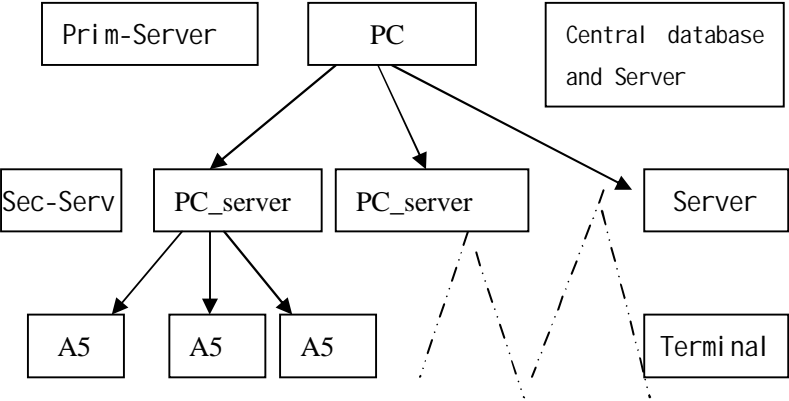 Prim-Server
PC
Central database
and Server
Sec-Serv
PC_server
PC_server
Server
A5
A5
A5
Terminal